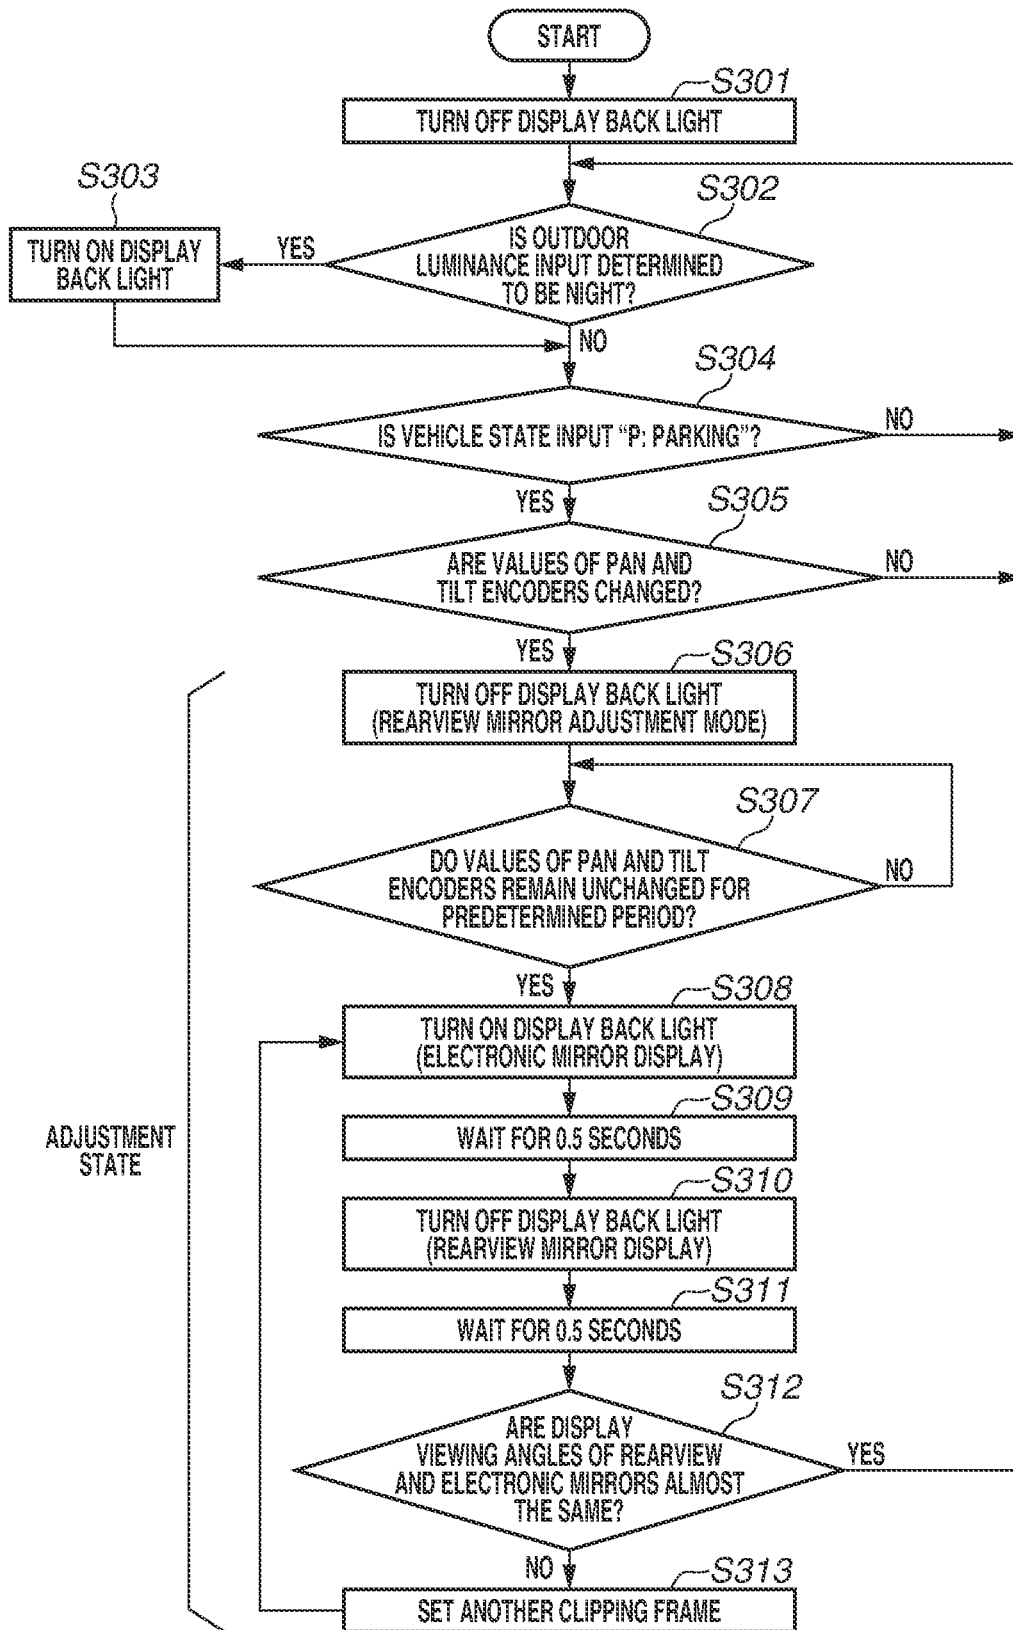 START
S301
TURN OFF DISPLAY BACK LIGHT
S302
IS OUTDOOR
LUMINANCE INPUT DETERMINED
TO BE NIGHT?
YES
S303
TURN ON DISPLAY
BACK LIGHT
NO
S304
IS VEHICLE STATE INPUT “P: PARKING”?
NO
YES
S305
ARE VALUES OF PAN AND
TILT ENCODERS CHANGED?
NO
YES
S306
TURN OFF DISPLAY BACK LIGHT
(REARVIEW MIRROR ADJUSTMENT MODE)
S307
DO VALUES OF PAN AND TILT
ENCODERS REMAIN UNCHANGED FOR
PREDETERMINED PERIOD?
NO
YES
S308
TURN ON DISPLAY BACK LIGHT
(ELECTRONIC MIRROR DISPLAY)
S309
WAIT FOR 0.5 SECONDS
ADJUSTMENT
STATE
S310
TURN OFF DISPLAY BACK LIGHT
(REARVIEW MIRROR DISPLAY)
S311
WAIT FOR 0.5 SECONDS
S312
ARE DISPLAY
VIEWING ANGLES OF REARVIEW
AND ELECTRONIC MIRRORS ALMOST
THE SAME?
YES
NO
S313
SET ANOTHER CLIPPING FRAME